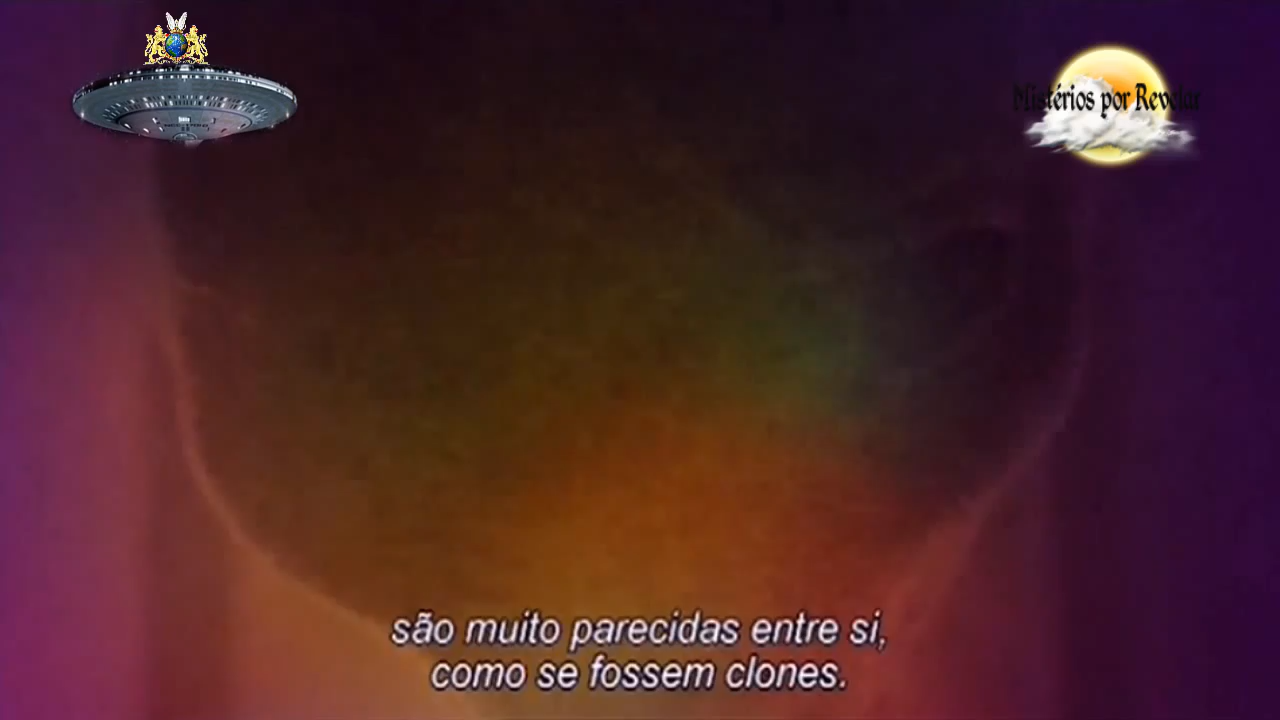 Mistérios por Revelar
são muito parecidas entre si,
como se fossem clones.